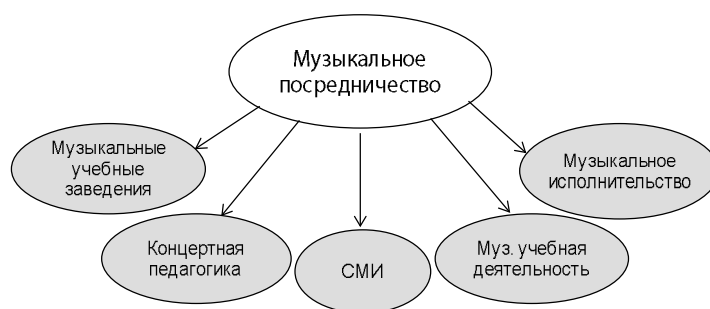 Музыкальное
посредничество
Музыкальные
учебные
заведения
Музыкальное
исполнительство
Концертная
педагогика
СМИ
Муз. учебная
деятельность